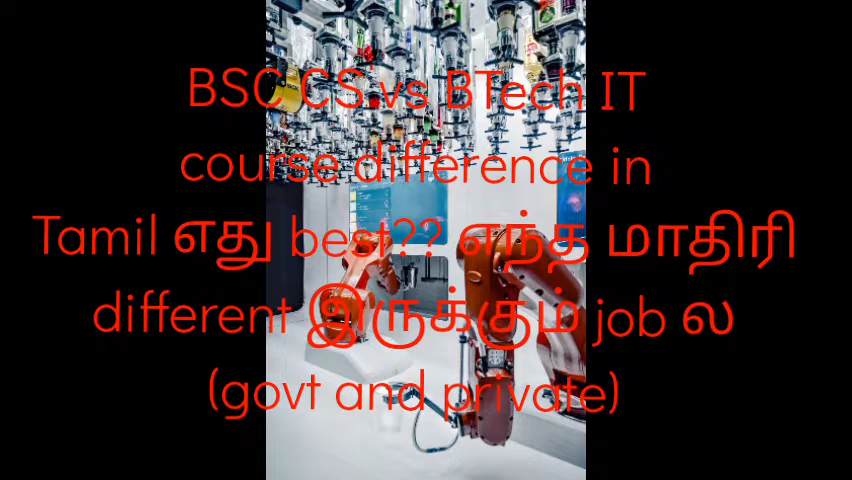 BSC CS vs BTech IT
course difference in
Tamil எது best?? எந்த மாதிரி
different இருக்கும் job ல
(govt and private)